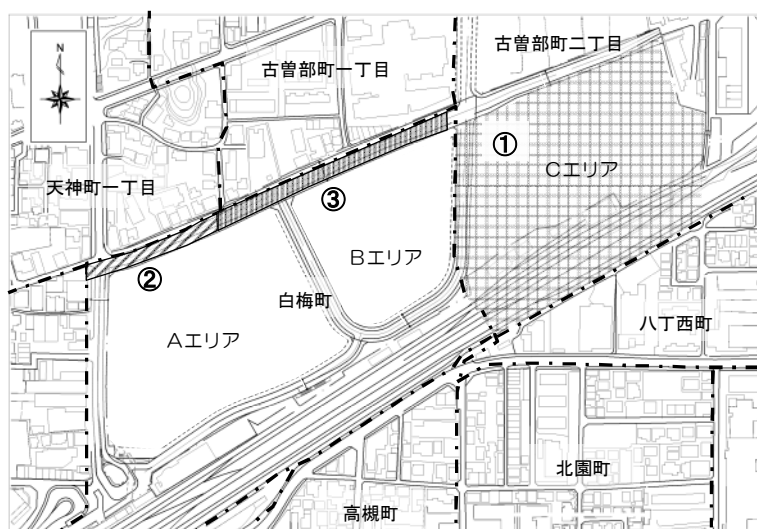 N
古曽部町一丁目
古曽部町二丁目
①
Cエリア
天神町一丁目
③
②
Bエリア
白梅町
Aエリア
八丁西町
北園町
高槻町